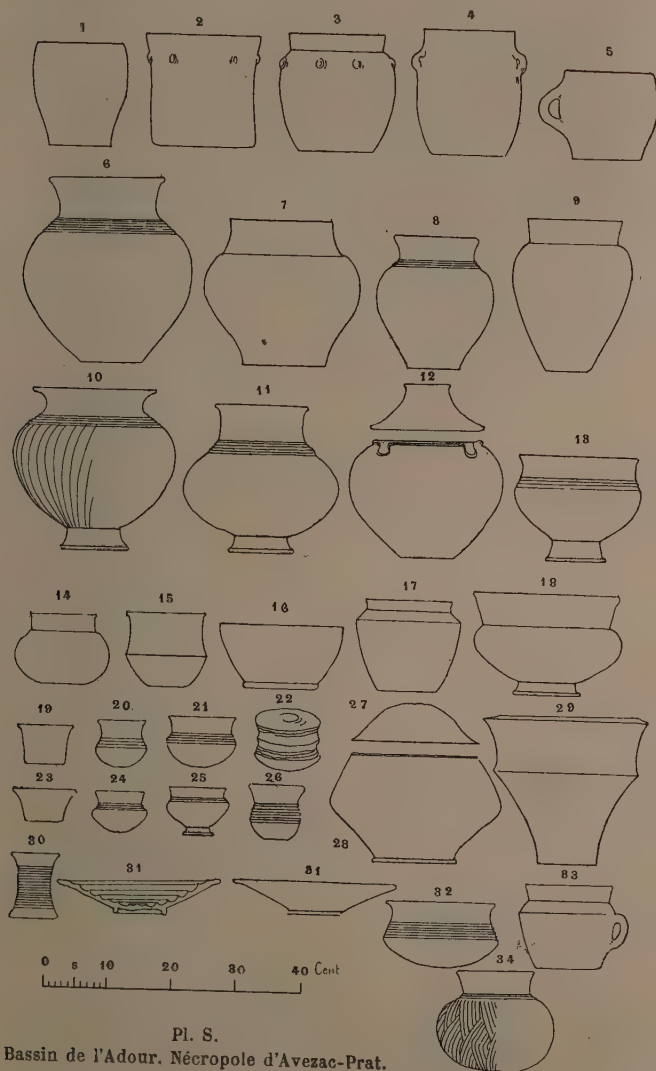 1 2 3 4 5
6 7 8 9
10 11 12 13
14 15 16 17 18
19 20. 21 22 27 29
23 24 25 26
28
30 31 31 32 33
34
0 10 20 30 40 Cent
Pl. S.
Bassin de l'Adour. Nécropole d'Avezac-Prat.